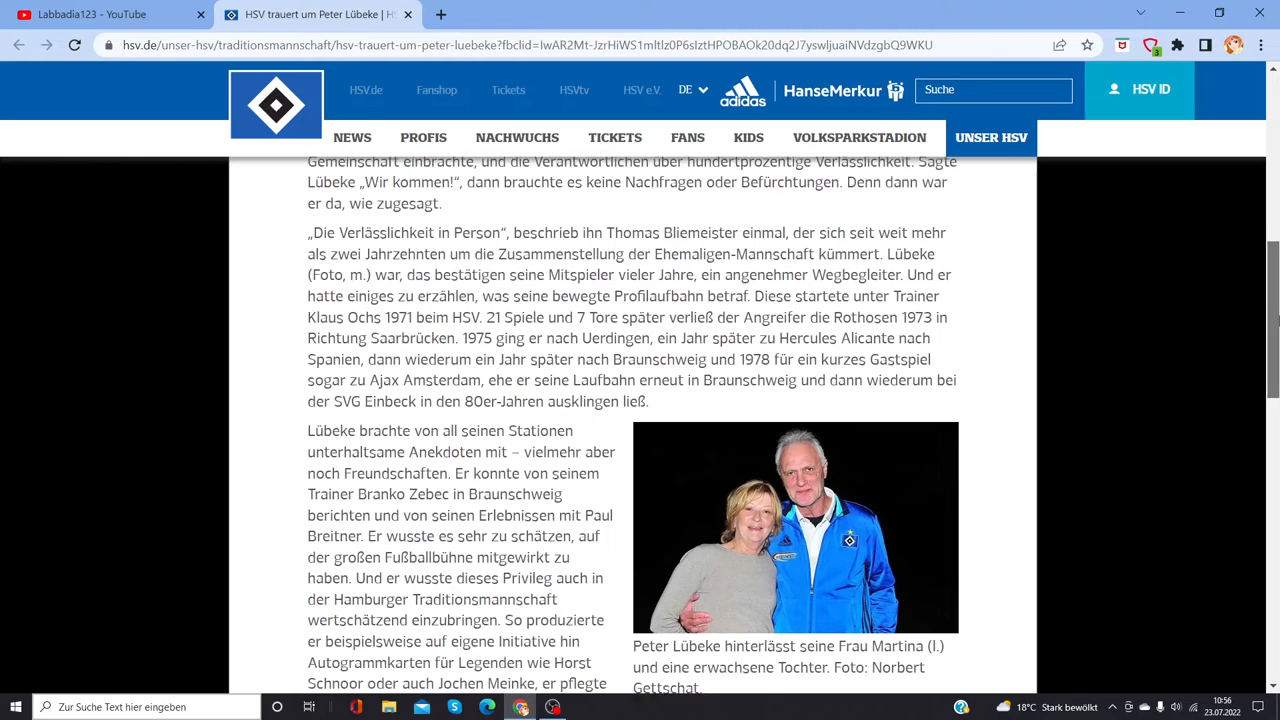 Labbadia123 - YouTube
HSV trauert um Peter Lübeke | H
hsv.de/unser-hsv/traditionsmannschaft/hsv-trauert-um-peter-luebeke?fbclid=IwAR2Mt-JzrHiWS1mltlz0P6sIztHPOBAOk20dq2J7yswljuaiNVdzgbQ9WKU
3
HSV.de Fanshop Tickets HSVtv HSV e.V. DE adidas HanseMerkur Suche HSV ID
NEWS PROFIS NACHWUCHS TICKETS FANS KIDS VOLKSPARKSTADION UNSER HSV
Gemeinschaft einbrachte, und die Verantwortlichen über hundertprozentige Verlässlichkeit. Sagte
Lübeke „Wir kommen!“, dann brauchte es keine Nachfragen oder Befürchtungen. Denn dann war
er da, wie zugesagt.
„Die Verlässlichkeit in Person“, beschrieb ihn Thomas Bliemeister einmal, der sich seit weit mehr
als zwei Jahrzehnten um die Zusammenstellung der Ehemaligen-Mannschaft kümmert. Lübeke
(Foto, m.) war, das bestätigen seine Mitspieler vieler Jahre, ein angenehmer Wegbegleiter. Und er
hatte einiges zu erzählen, was seine bewegte Profilaufbahn betraf. Diese startete unter Trainer
Klaus Ochs 1971 beim HSV. 21 Spiele und 7 Tore später verließ der Angreifer die Rothosen 1973 in
Richtung Saarbrücken. 1975 ging er nach Uerdingen, ein Jahr später zu Hercules Alicante nach
Spanien, dann wiederum ein Jahr später nach Braunschweig und 1978 für ein kurzes Gastspiel
sogar zu Ajax Amsterdam, ehe er seine Laufbahn erneut in Braunschweig und dann wiederum bei
der SVG Einbeck in den 80er-Jahren ausklingen ließ.
Lübeke brachte von all seinen Stationen
unterhaltsame Anekdoten mit – vielmehr aber
noch Freundschaften. Er konnte von seinem
Trainer Branko Zebec in Braunschweig
berichten und von seinen Erlebnissen mit Paul
Breitner. Er wusste es sehr zu schätzen, auf
der großen Fußballbühne mitgewirkt zu
haben. Und er wusste dieses Privileg auch in
der Hamburger Traditionsmannschaft
wertschätzend einzubringen. So produzierte
er beispielsweise auf eigene Initiative hin
Autogrammkarten für Legenden wie Horst
Schnoor oder auch Jochen Meinke, er pflegte
Peter Lübeke hinterlässt seine Frau Martina (l.)
und eine erwachsene Tochter. Foto: Norbert
Gettschat.
Zur Suche Text hier eingeben
18°C Stark bewölkt
10:56
23.07.2022